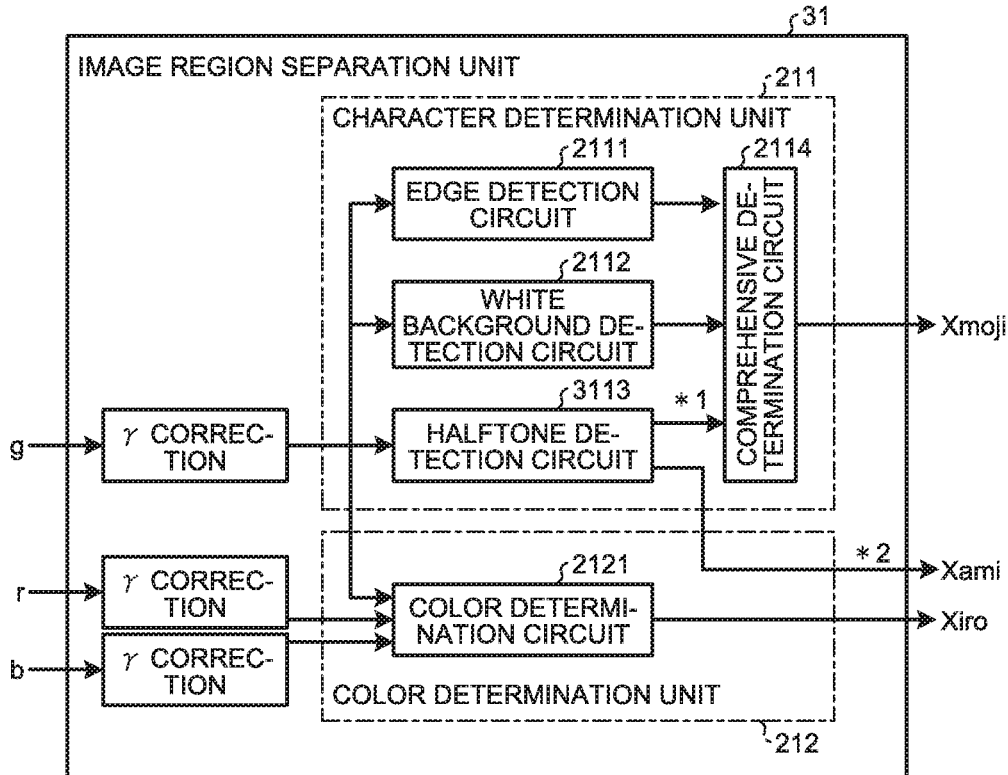 31
IMAGE REGION SEPARATION UNIT
211
CHARACTER DETERMINATION UNIT
2111
EDGE DETECTION
CIRCUIT
2114
COMPREHENSIVE DE-
TERMINATION CIRCUIT
2112
WHITE
BACKGROUND DE-
TECTION CIRCUIT
Xmoji
3113
*1
HALFTONE DE-
TECTION CIRCUIT
g
γ CORREC-
TION
*2
Xami
r
γ CORREC-
TION
2121
COLOR DETERMI-
NATION CIRCUIT
Xiro
b
γ CORREC-
TION
COLOR DETERMINATION UNIT
212